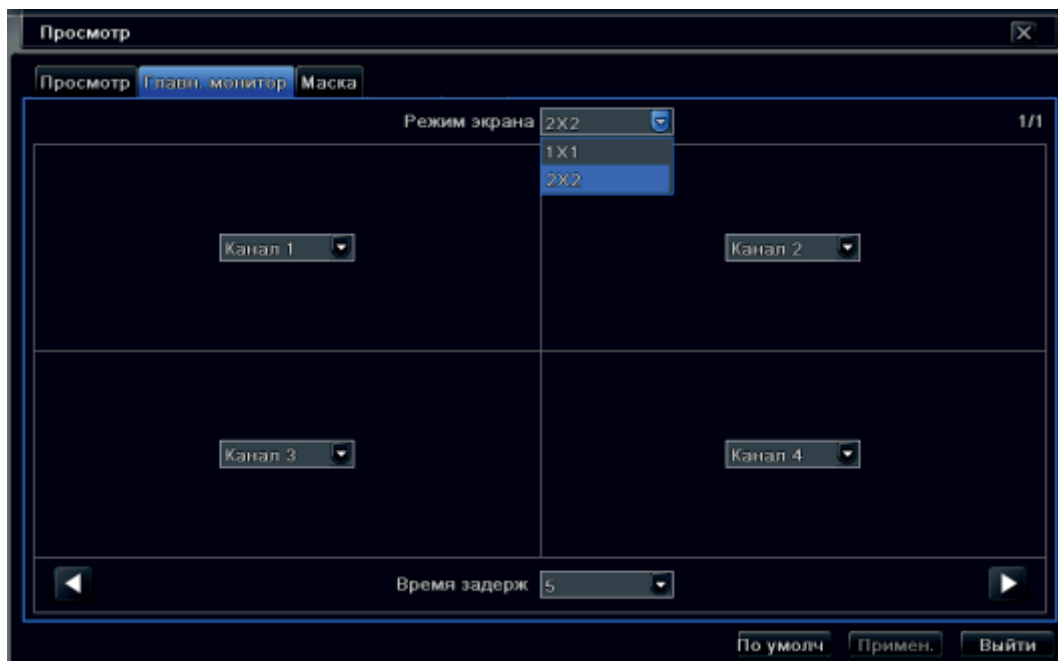 Просмотр
Просмотр Главн. монитор Маска
Режим экрана 2X2 1/1
1X1
2X2
Канал 1 Канал 2
Канал 3 Канал 4
Время задерж 5
По умолч Примен. Выйти